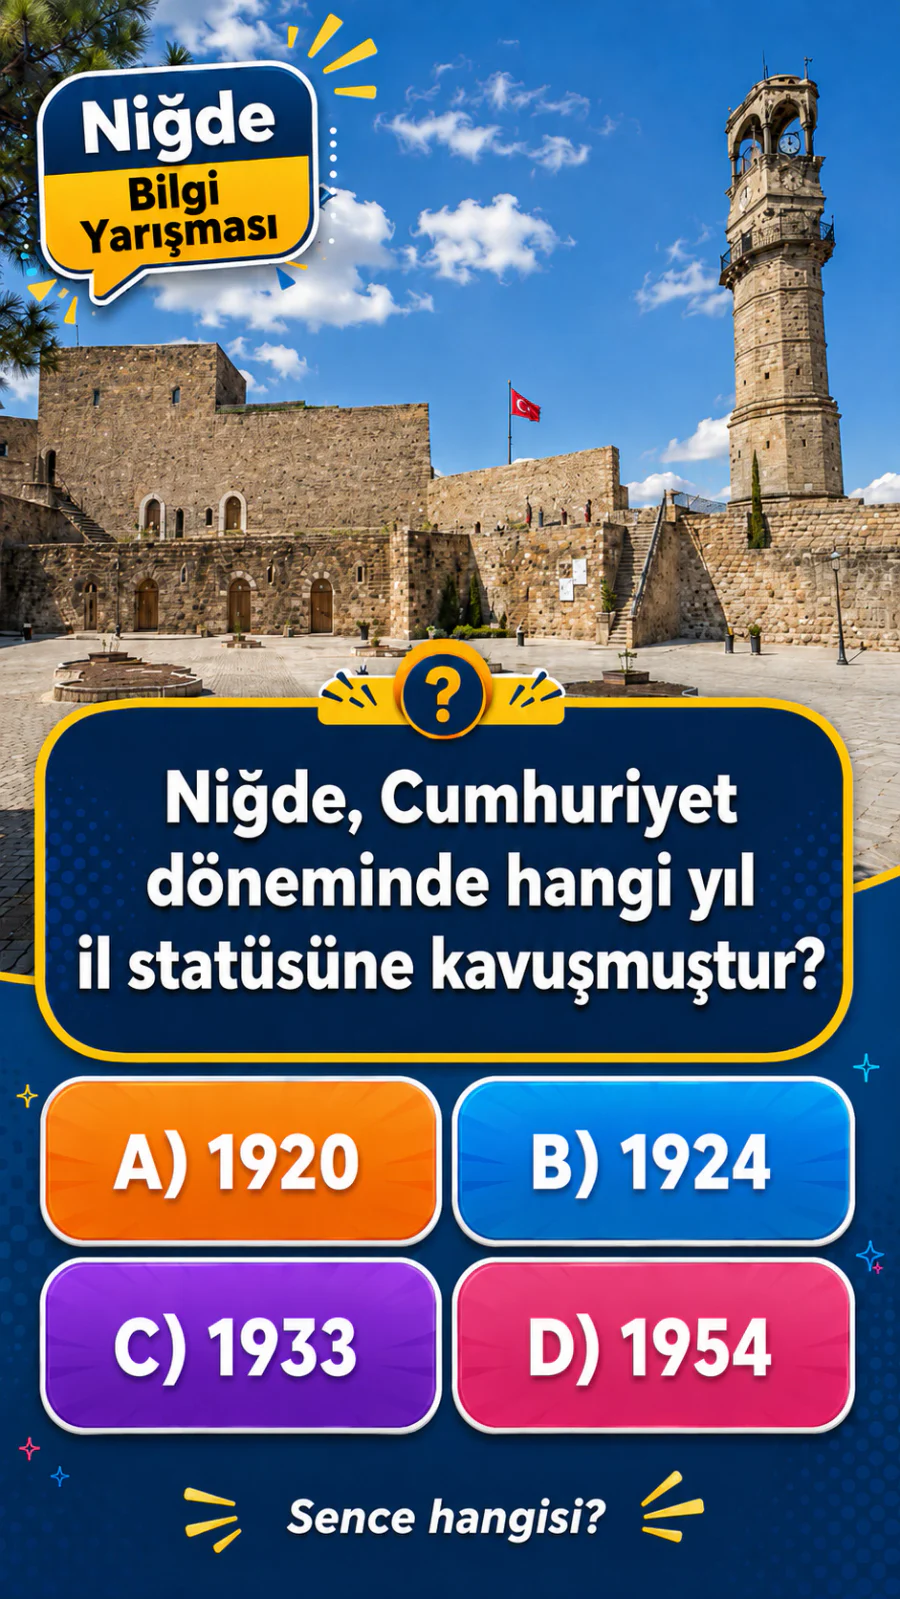 Niğde
Bilgi
Yarışması
?
Niğde, Cumhuriyet
döneminde hangi yıl
il statüsüne kavuşmuştur?
A) 1920
B) 1924
C) 1933
D) 1954
Sence hangisi?